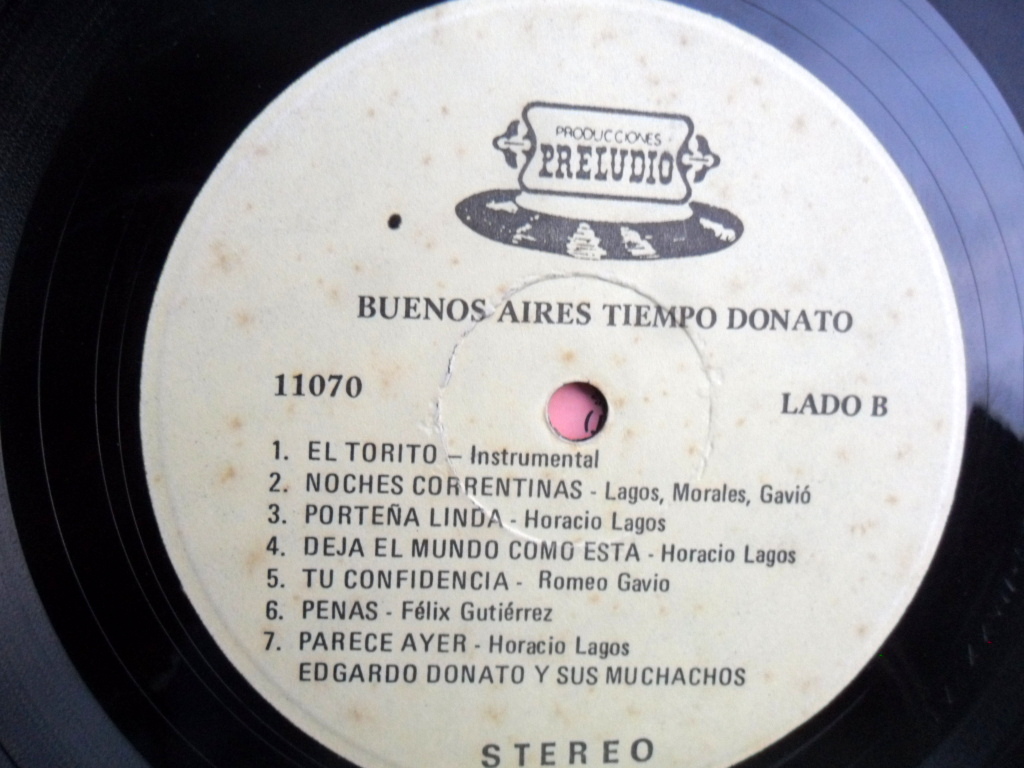 PRODUCCIONES
PRELUDIO
BUENOS AIRES TIEMPO DONATO
11070
LADO B
1. EL TORITO – Instrumental
2. NOCHES CORRENTINAS - Lagos, Morales, Gavió
3. PORTEÑA LINDA - Horacio Lagos
4. DEJA EL MUNDO COMO ESTA - Horacio Lagos
5. TU CONFIDENCIA - Romeo Gavio
6. PENAS - Félix Gutiérrez
7. PARECE AYER - Horacio Lagos
EDGARDO DONATO Y SUS MUCHACHOS
STEREO